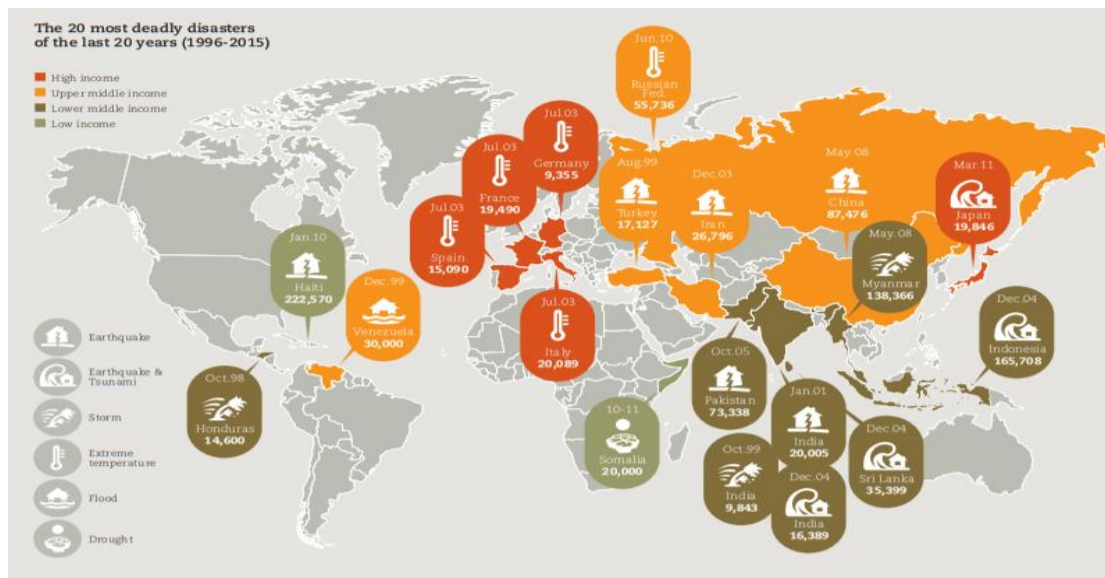 The 20 most deadly disasters
of the last 20 years (1996-2015)
High income
Upper middle income
Lower middle income
Low income
Jun.10
Russian
Fed.
55,736
Jul.03
Germany
9,355
Jul.03
France
19,490
Jul.03
Spain
15,090
Jul.03
Italy
20,089
Aug.99
Turkey
17,127
Dec.03
Iran
26,796
May.08
China
87,476
Mar.11
Japan
19,846
May.08
Myanmar
138,366
Dec.04
Indonesia
165,708
Jan.10
Haiti
222,570
Dec.99
Venezuela
30,000
Oct.98
Honduras
14,600
10-11
Somalia
20,000
Oct.05
Pakistan
73,338
Jan.01
India
20,005
Dec.04
Sri Lanka
35,399
Oct.99
India
9,843
Dec.04
India
16,389
Earthquake
Earthquake &
Tsunami
Storm
Extreme
temperature
Flood
Drought